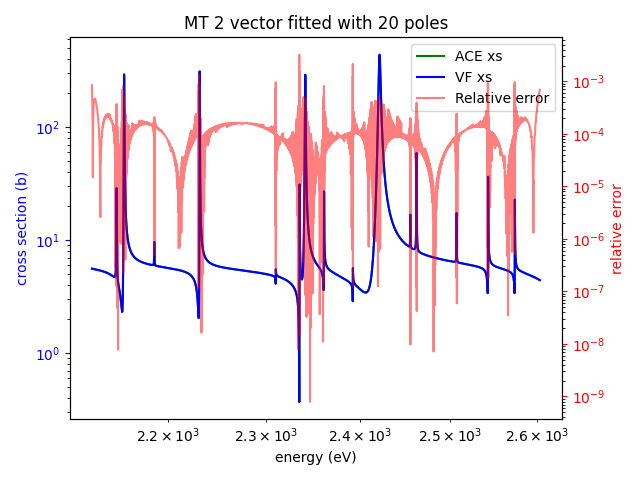 MT 2 vector fitted with 20 poles
ACE xs
VF xs
Relative error
cross section (b)
10²
10¹
10⁰
10⁻³
10⁻⁴
10⁻⁵
10⁻⁶
10⁻⁷
10⁻⁸
10⁻⁹
relative error
2.2 × 10³
2.3 × 10³
2.4 × 10³
2.5 × 10³
2.6 × 10³
energy (eV)